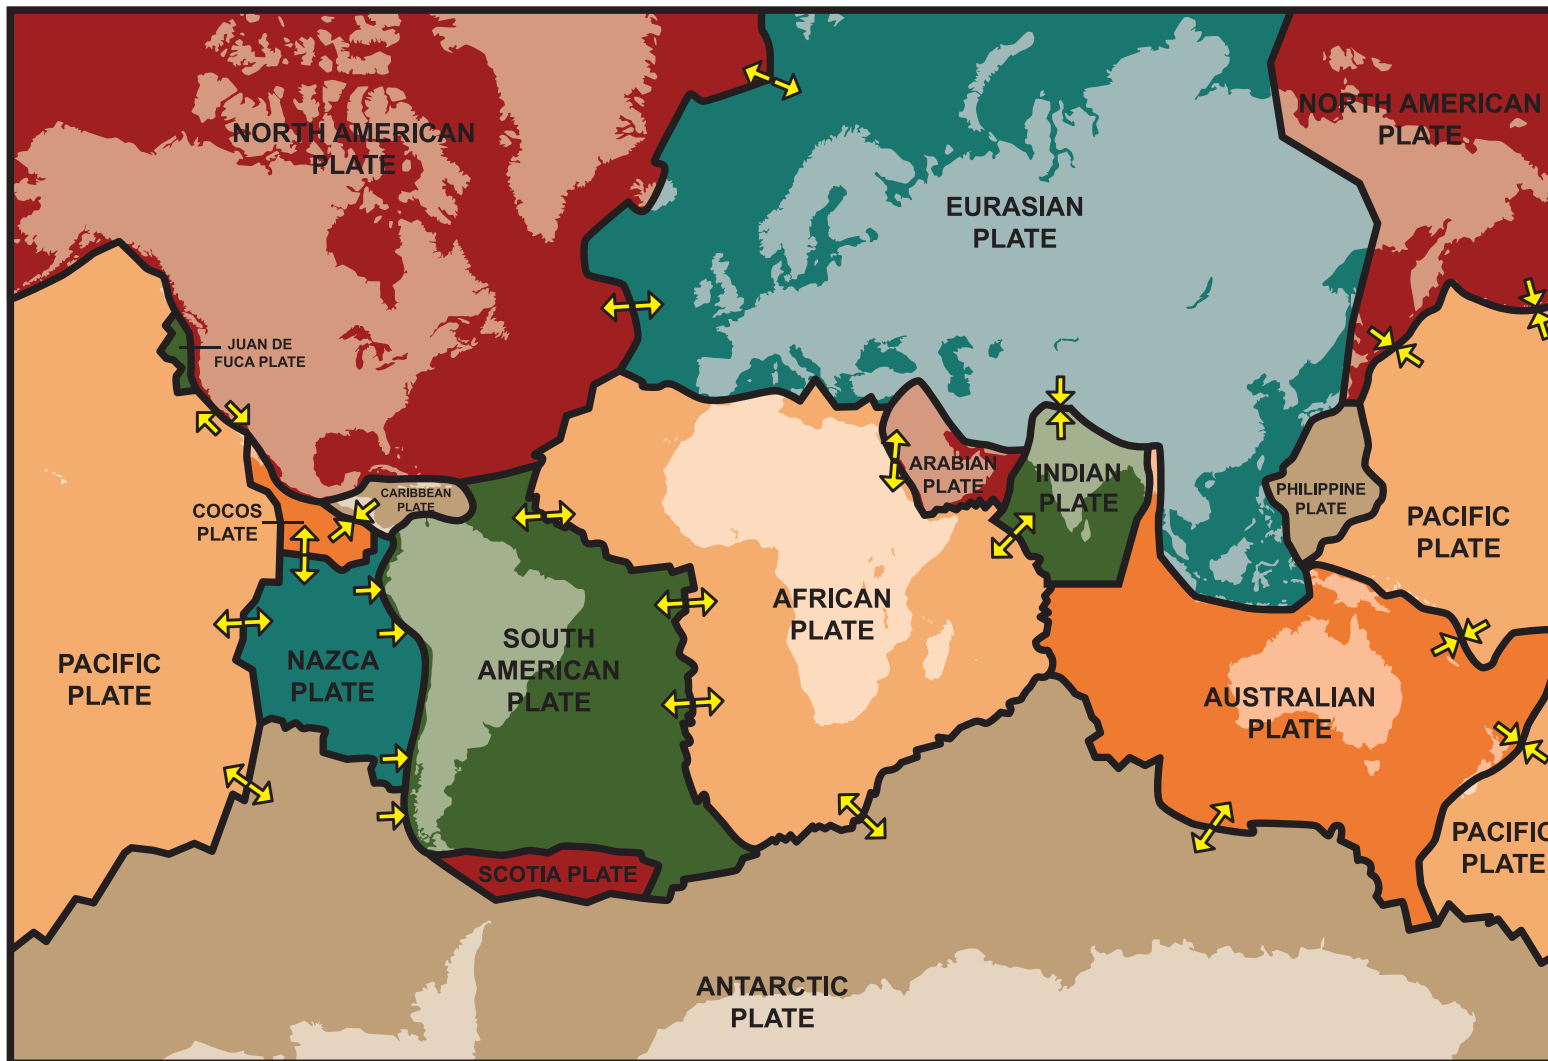 NORTH AMERICAN
PLATE
NORTH AMERICAN
PLATE
EURASIAN
PLATE
JUAN DE
FUCA PLATE
CARIBBEAN
PLATE
COCOS
PLATE
ARABIAN
PLATE
INDIAN
PLATE
PHILIPPINE
PLATE
PACIFIC
PLATE
AFRICAN
PLATE
PACIFIC
PLATE
NAZCA
PLATE
SOUTH
AMERICAN
PLATE
AUSTRALIAN
PLATE
PACIFIC
PLATE
SCOTIA PLATE
ANTARCTIC
PLATE